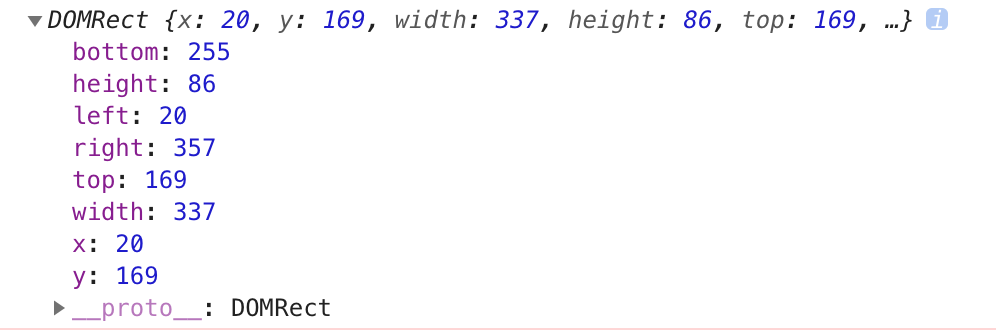 ▼DOMRect {x: 20, y: 169, width: 337, height: 86, top: 169, …} i
bottom: 255
height: 86
left: 20
right: 357
top: 169
width: 337
x: 20
y: 169
▶__proto__: DOMRect